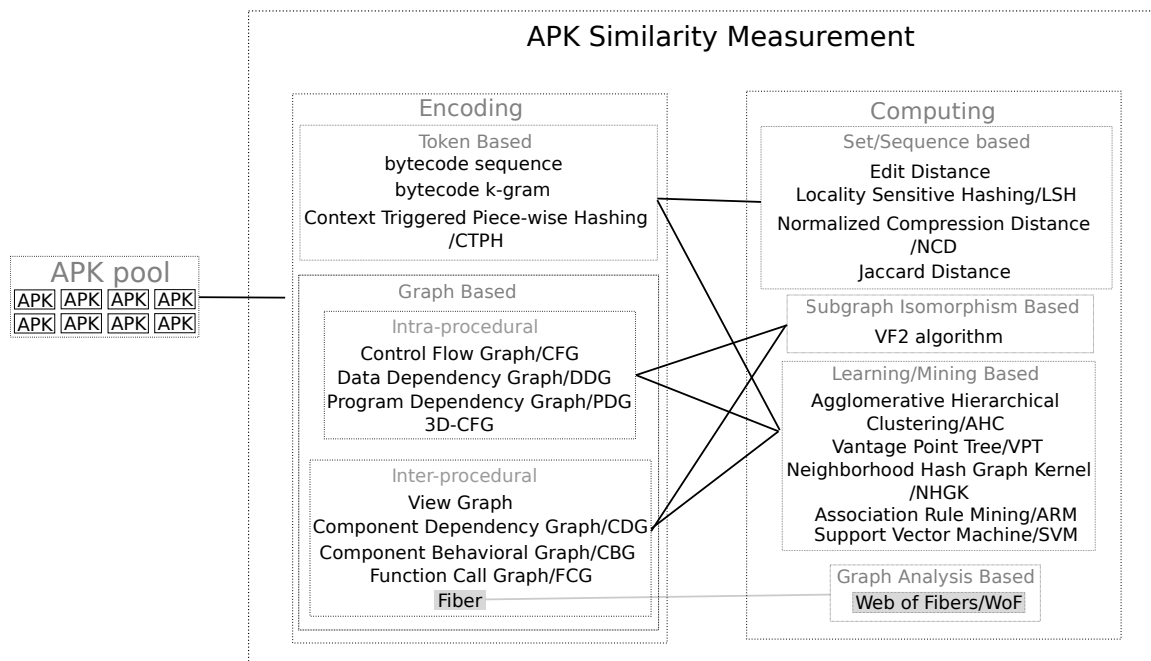 APK Similarity Measurement
APK pool
APK APK APK APK
APK APK APK APK
Encoding
Token Based
bytecode sequence
bytecode k-gram
Context Triggered Piece-wise Hashing
/CTPH
Graph Based
Intra-procedural
Control Flow Graph/CFG
Data Dependency Graph/DDG
Program Dependency Graph/PDG
3D-CFG
Inter-procedural
View Graph
Component Dependency Graph/CDG
Component Behavioral Graph/CBG
Function Call Graph/FCG
Fiber
Computing
Set/Sequence based
Edit Distance
Locality Sensitive Hashing/LSH
Normalized Compression Distance
/NCD
Jaccard Distance
Subgraph Isomorphism Based
VF2 algorithm
Learning/Mining Based
Agglomerative Hierarchical
Clustering/AHC
Vantage Point Tree/VPT
Neighborhood Hash Graph Kernel
/NHGK
Association Rule Mining/ARM
Support Vector Machine/SVM
Graph Analysis Based
Web of Fibers/WoF